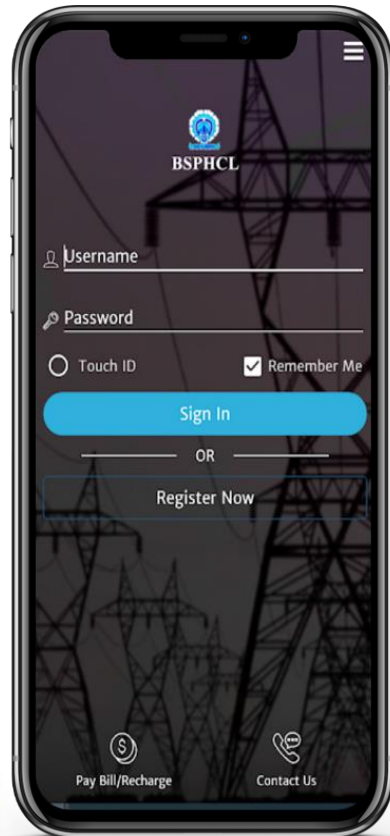 BSPHCL
Username
Password
Touch ID
Remember Me
Sign In
OR
Register Now
Pay Bill/Recharge
Contact Us